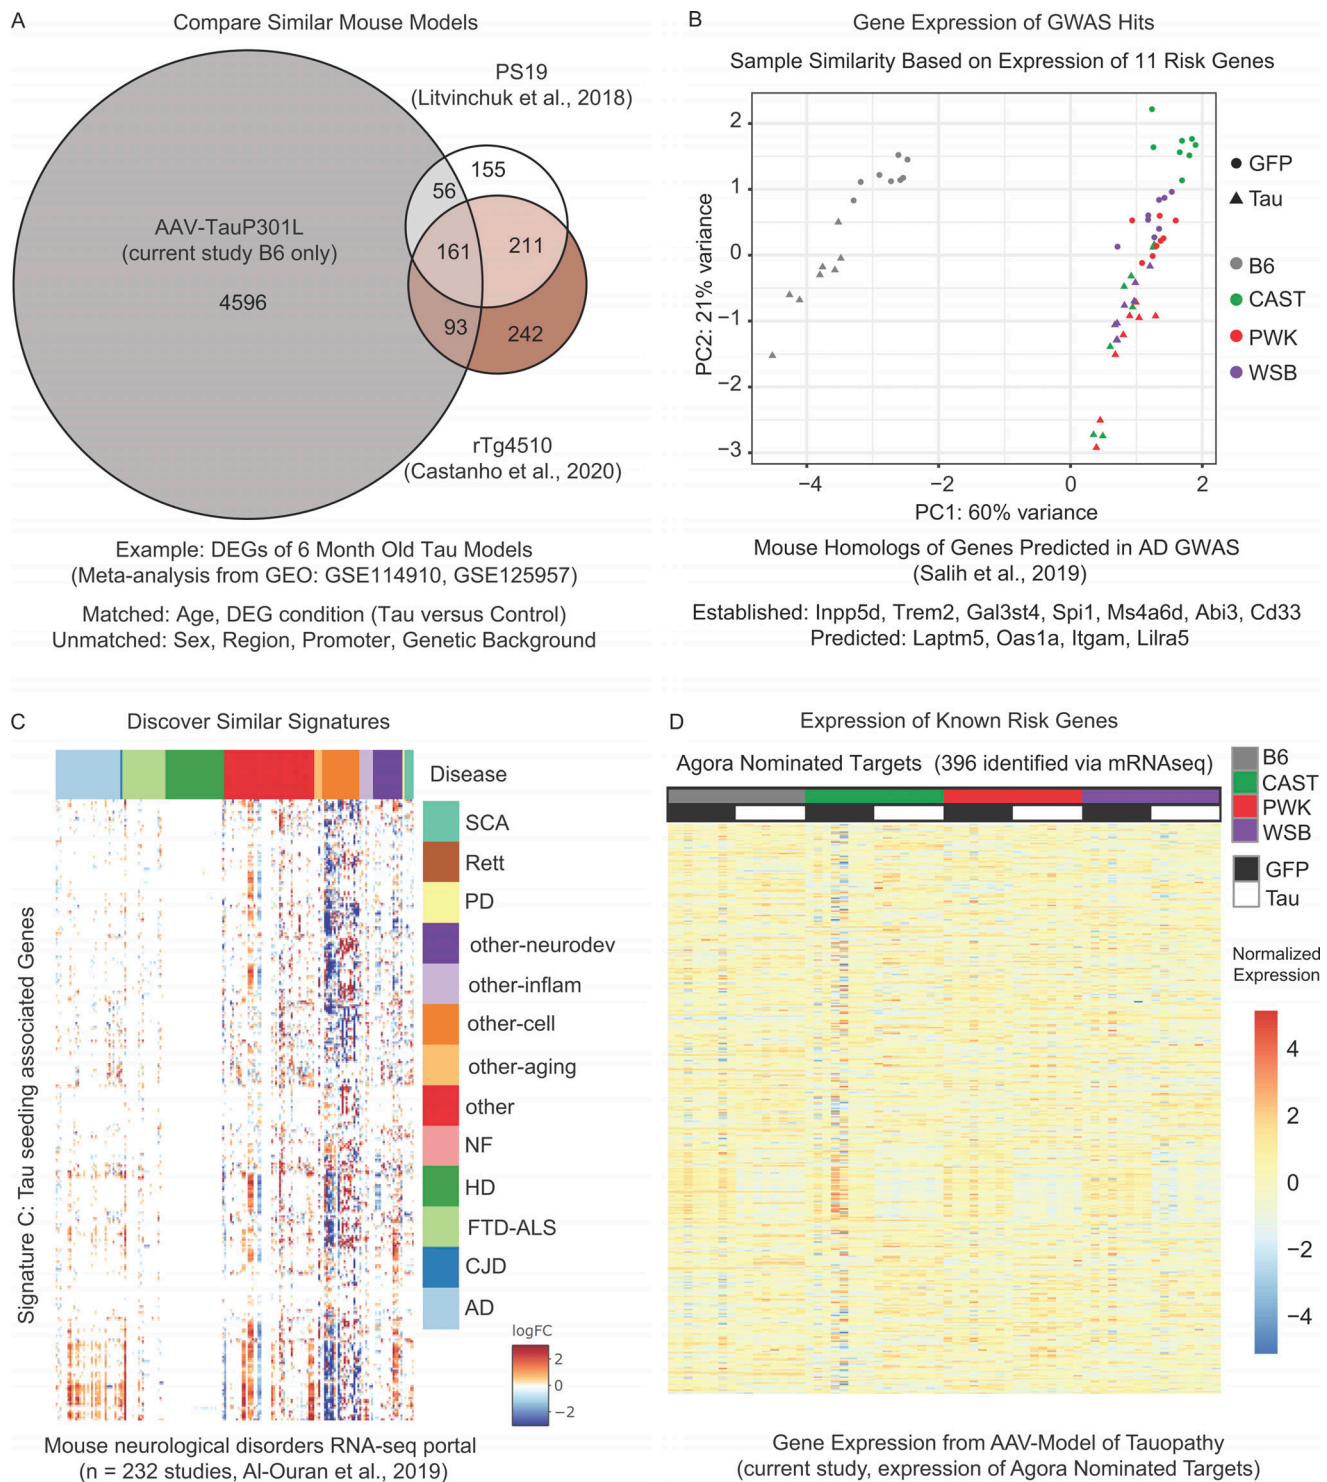 A
Compare Similar Mouse Models
PS19
(Litvinchuk et al., 2018)
155
56
AAV-TauP301L
(current study B6 only)
161
211
4596
93
242
rTg4510
(Castanho et al., 2020)
Example: DEGs of 6 Month Old Tau Models
(Meta-analysis from GEO: GSE114910, GSE125957)
Matched: Age, DEG condition (Tau versus Control)
Unmatched: Sex, Region, Promoter, Genetic Background
B
Gene Expression of GWAS Hits
Sample Similarity Based on Expression of 11 Risk Genes
PC2: 21% variance
2
1
0
−1
−2
−3
−4
−2
0
2
PC1: 60% variance
GFP
Tau
B6
CAST
PWK
WSB
Mouse Homologs of Genes Predicted in AD GWAS
(Salih et al., 2019)
Established: Inpp5d, Trem2, Gal3st4, Spi1, Ms4a6d, Abi3, Cd33
Predicted: Laptm5, Oas1a, Itgam, Lilra5
C
Discover Similar Signatures
Signature C: Tau seeding associated Genes
Disease
SCA
Rett
PD
other-neurodev
other-inflam
other-cell
other-aging
other
NF
HD
FTD-ALS
CJD
AD
logFC
2
0
−2
Mouse neurological disorders RNA-seq portal
(n = 232 studies, Al-Ouran et al., 2019)
D
Expression of Known Risk Genes
Agora Nominated Targets (396 identified via mRNAseq)
B6
CAST
PWK
WSB
GFP
Tau
Normalized
Expression
4
2
0
−2
−4
Gene Expression from AAV-Model of Tauopathy
(current study, expression of Agora Nominated Targets)